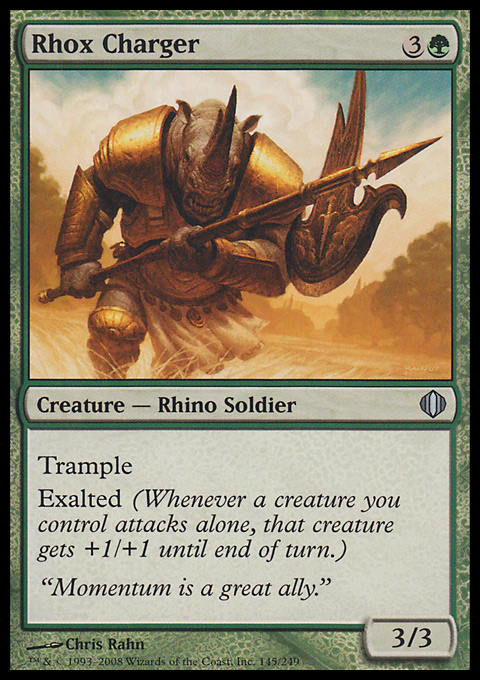 Rhox Charger 3
Creature — Rhino Soldier
Trample
Exalted (Whenever a creature you
control attacks alone, that creature
gets +1/+1 until end of turn.)
“Momentum is a great ally.”
Chris Rahn
3/3
™ & © 1993–2008 Wizards of the Coast, Inc. 145/249